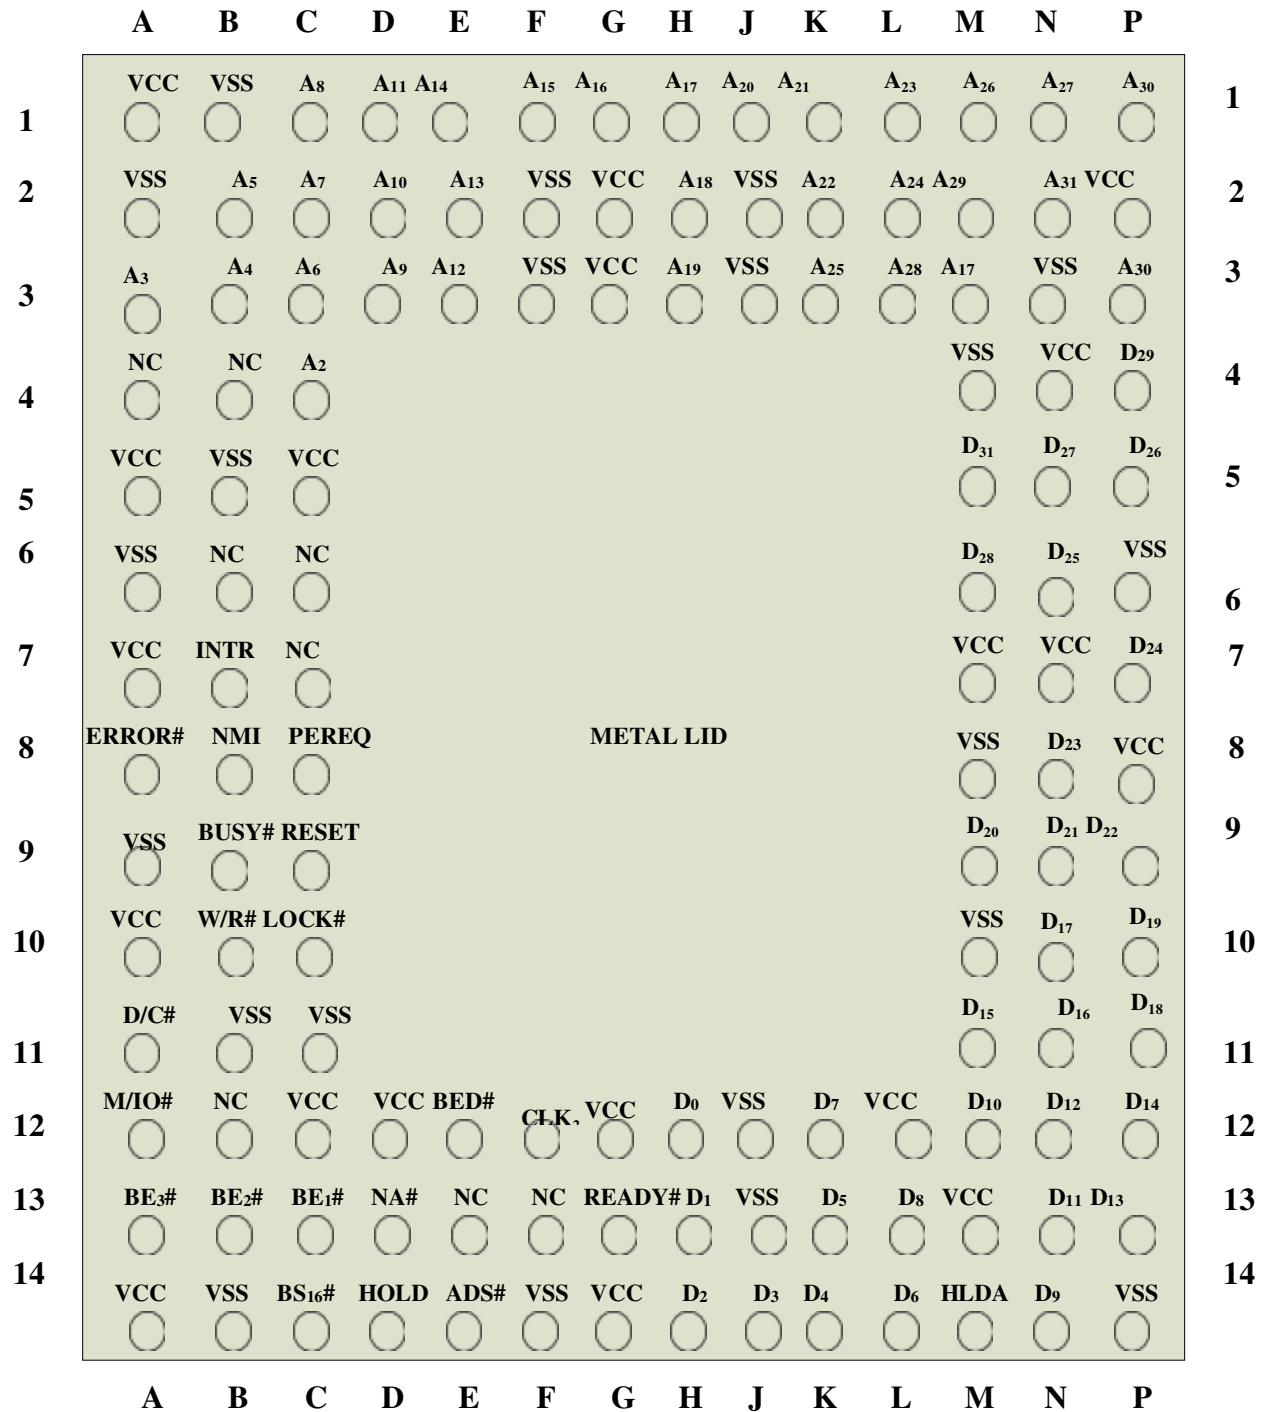 A B C D E F G H J K L M N P
VCC VSS A8 A11 A14 A15 A16 A17 A20 A21 A23 A26 A27 A30
1 1
VSS A5 A7 A10 A13 VSS VCC A18 VSS A22 A24 A29 A31 VCC
2 2
A3 A4 A6 A9 A12 VSS VCC A19 VSS A25 A28 A17 VSS A30
3 3
NC NC A2 VSS VCC D29
4 4
VCC VSS VCC D31 D27 D26
5 5
6 VSS NC NC D28 D25 VSS
6
7 VCC INTR NC VCC VCC D24 7
8 ERROR# NMI PEREQ METAL LID VSS D23 VCC 8
9 VSS BUSY# RESET D20 D21 D22 9
VCC W/R# LOCK# VSS D17 D19
10 10
D/C# VSS VSS D15 D16 D18
11 11
M/IO# NC VCC VCC BED# CLK2 VCC D0 VSS D7 VCC D10 D12 D14
12 12
13 BE3# BE2# BE1# NA# NC NC READY# D1 VSS D5 D8 VCC D11 D13 13
14 14
VCC VSS BS16# HOLD ADS# VSS VCC D2 D3 D4 D6 HLDA D9 VSS
A B C D E F G H J K L M N P